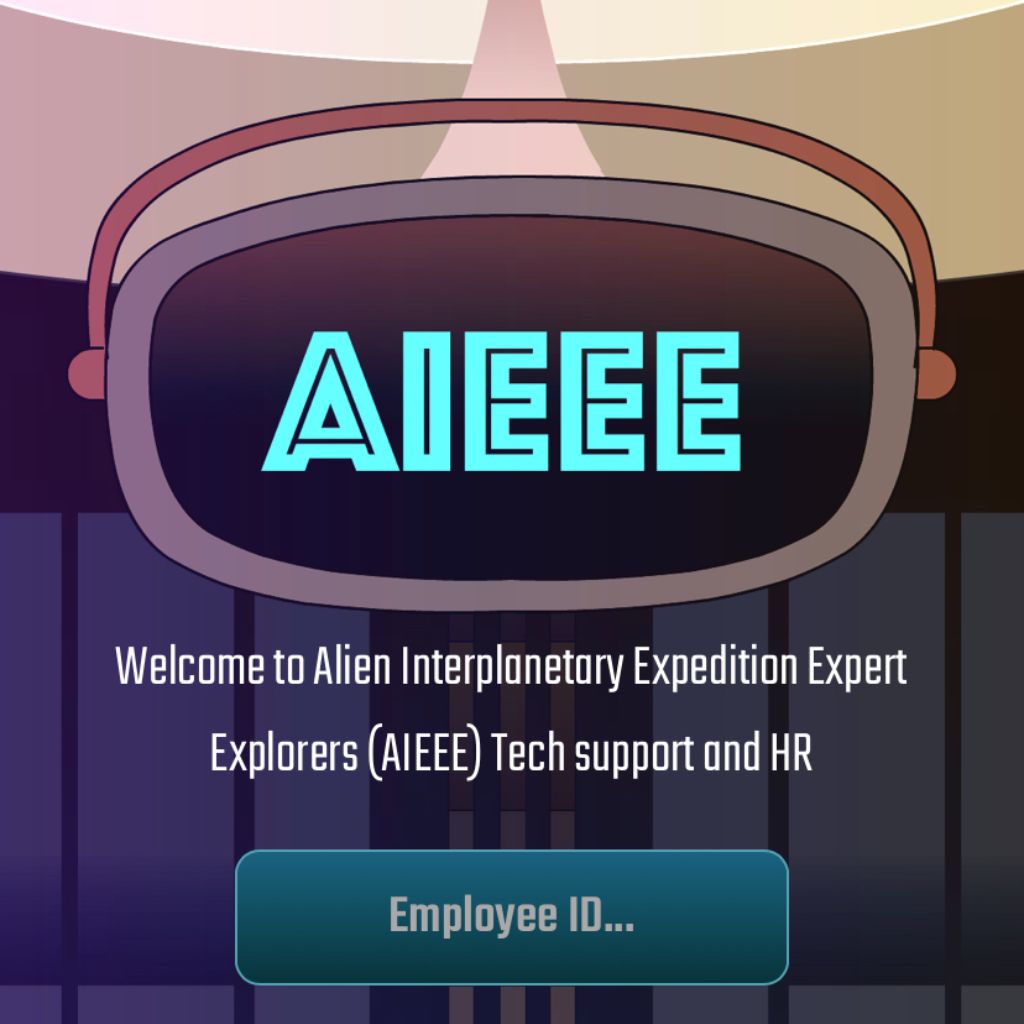 AIEEE
Welcome to Alien Interplanetary Expedition Expert
Explorers (AIEEE) Tech support and HR
Employee ID...